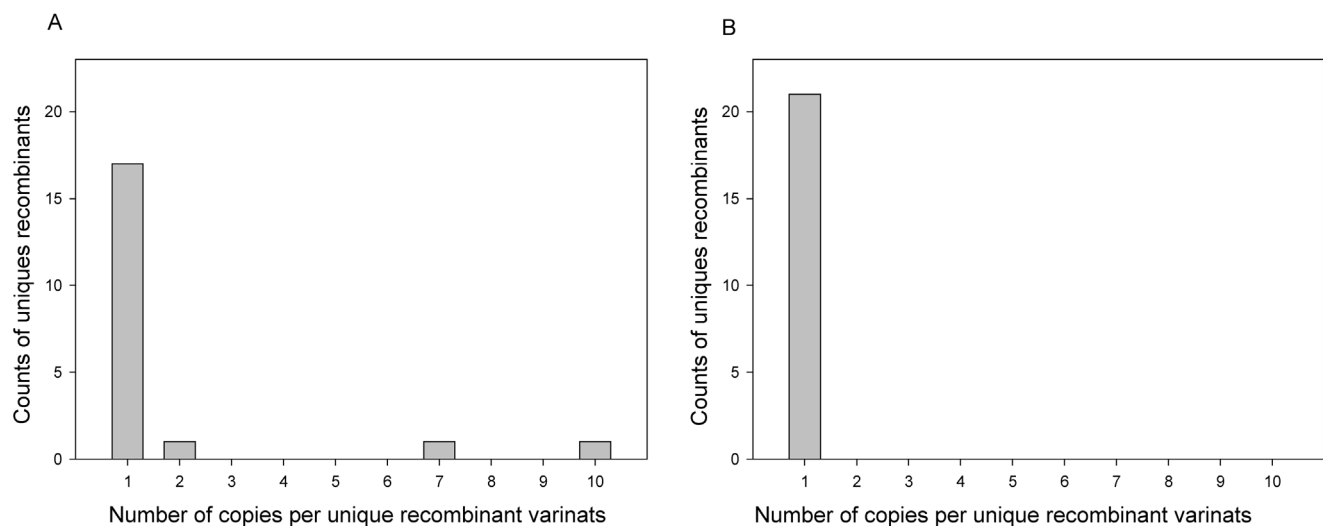 A
Counts of uniques recombinants
20
15
10
5
0
1 2 3 4 5 6 7 8 9 10
Number of copies per unique recombinant varinats
B
Counts of uniques recombinants
20
15
10
5
0
1 2 3 4 5 6 7 8 9 10
Number of copies per unique recombinant varinats